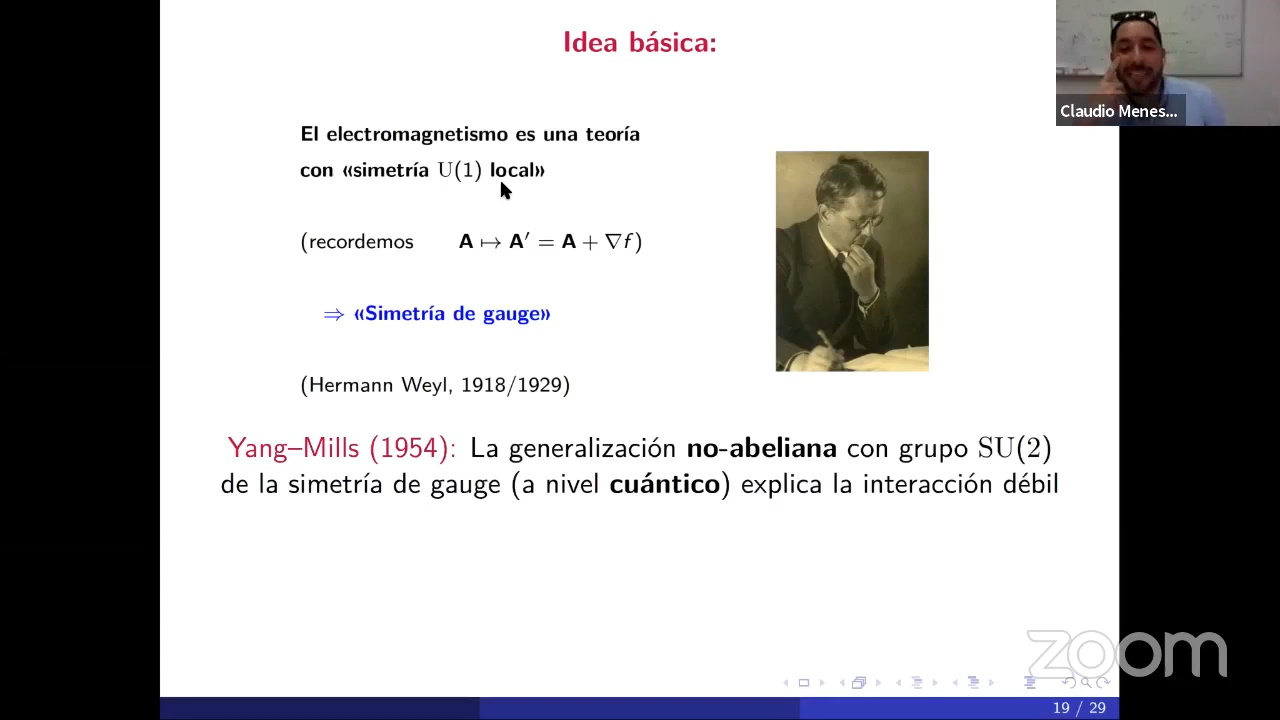 Idea básica:
Claudio Menes...
El electromagnetismo es una teoría
con «simetría U(1) local»
(recordemos A ↦ A′ = A + ∇f)
⇒ «Simetría de gauge»
(Hermann Weyl, 1918/1929)
Yang–Mills (1954): La generalización no-abeliana con grupo SU(2)
de la simetría de gauge (a nivel cuántico) explica la interacción débil
zoom
19 / 29